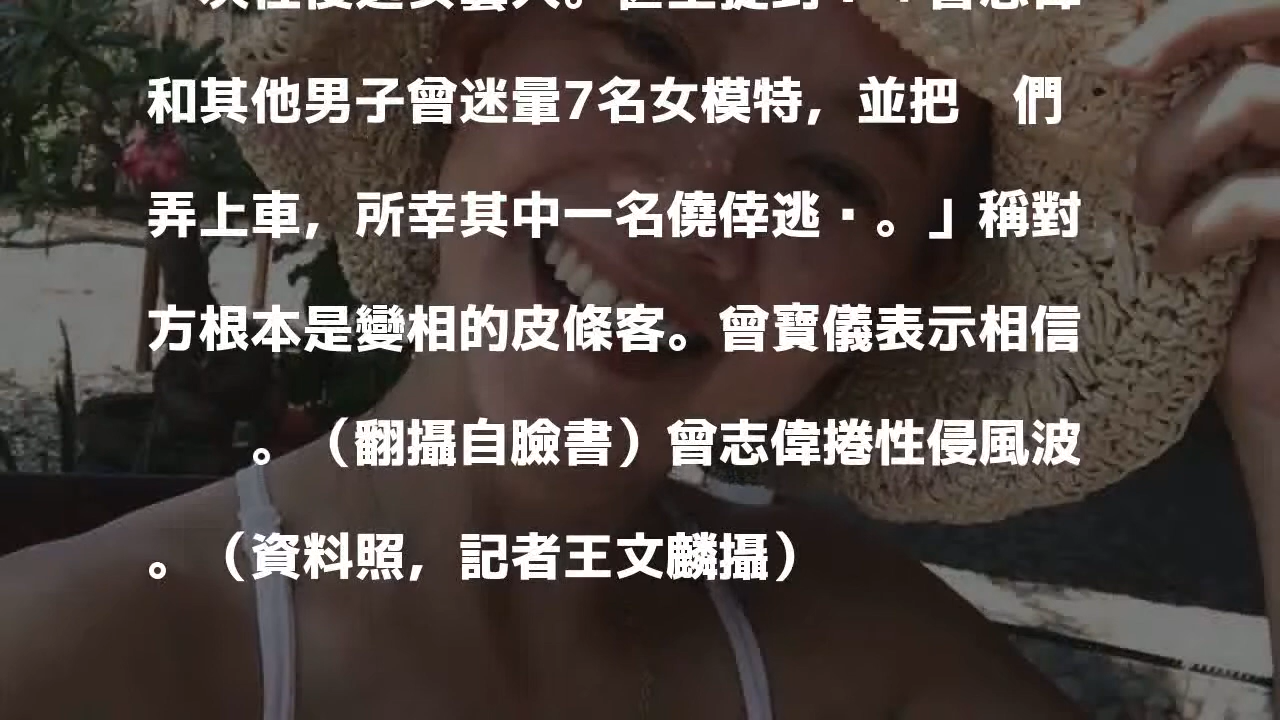 和其他男子曾迷暈7名女模特，並把 們
弄上車，所幸其中一名僥倖逃▪。」稱對
方根本是變相的皮條客。曾寶儀表示相信
。（翻攝自臉書）曾志偉捲性侵風波
。（資料照，記者王文麟攝）